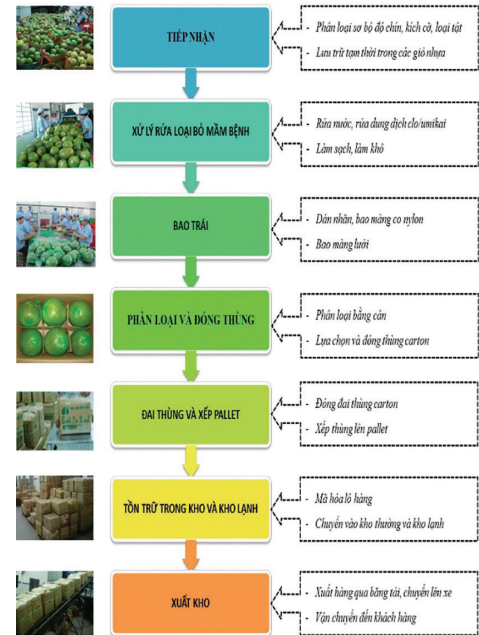 TIẾP NHẬN
- Phân loại sơ bộ độ chín, kích cỡ, loại tật
- Lưu trữ tạm thời trong các giỏ nhựa
XỬ LÝ RỬA LOẠI BỎ MẦM BỆNH
- Rửa nước, rửa dung dịch clo/umikai
- Làm sạch, làm khô
BAO TRÁI
- Dán nhãn, bao màng co nylon
- Bao màng lưới
PHÂN LOẠI VÀ ĐÓNG THÙNG
- Phân loại bằng cân
- Lựa chọn và đóng thùng carton
ĐAI THÙNG VÀ XẾP PALLET
- Đóng đai thùng carton
- Xếp thùng lên pallet
TỒN TRỮ TRONG KHO VÀ KHO LẠNH
- Mã hóa lô hàng
- Chuyển vào kho thường và kho lạnh
XUẤT KHO
- Xuất hàng qua băng tải, chuyển lên xe
- Vận chuyển đến khách hàng